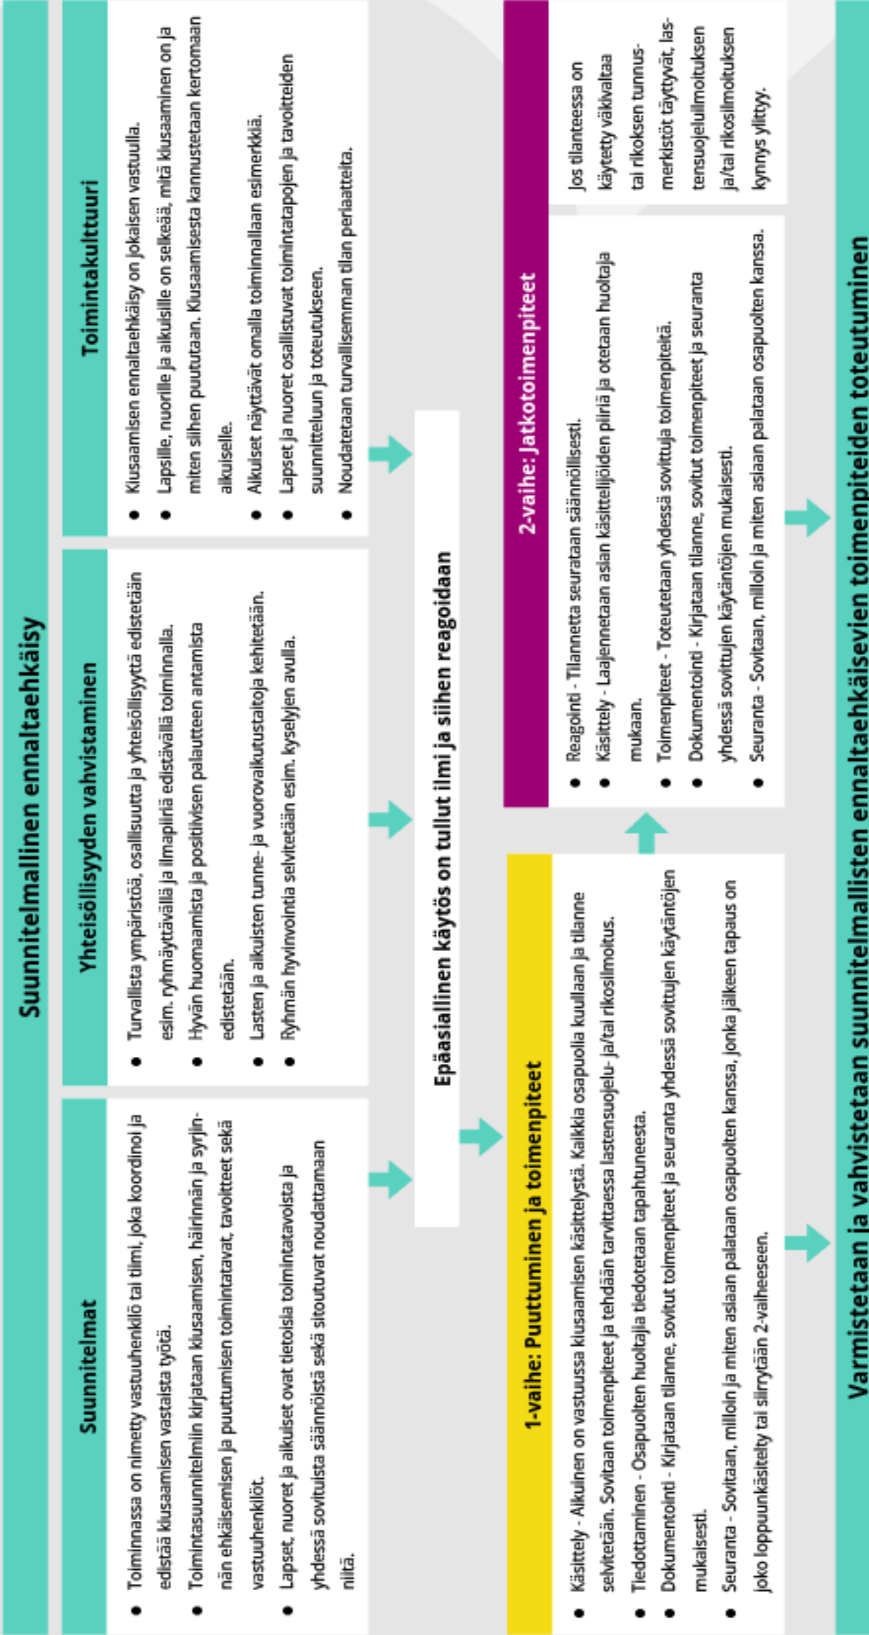 Suunnitelmallinen ennaltaehkäisy
Suunnitelmat
Toiminnassa on nimetty vastuuhenkilö tai tiimi, joka koordinoi ja
edistää kiusaamisen vastaista työtä.
Toimintasuunnitelmiin kirjataan kiusaamisen, häirinnän ja syrjin-
nän ehkäisemisen ja puuttumisen toimintatavat, tavoitteet sekä
vastuuhenkilöt.
Lapset, nuoret ja aikuiset ovat tietoisia toimintatavoista ja
yhdessä sovituista säännöistä sekä sitoutuvat noudattamaan
niitä.
Yhteisöllisyyden vahvistaminen
Turvallista ympäristöä, osallisuutta ja yhteisöllisyyttä edistetään
esim. ryhmäyttävällä ja ilmapiiriä edistävällä toiminnalla.
Hyvän huomaamista ja positiivisen palautteen antamista
edistetään.
Lasten ja aikuisten tunne- ja vuorovaikutustaitoja kehitetään.
Ryhmän hyvinvointia selvitetään esim. kyselyjen avulla.
Toimintakulttuuri
Kiusaamisen ennaltaehkäisy on jokaisen vastuulla.
Lapsille, nuorille ja aikuisille on selkeää, mitä kiusaaminen on ja
miten siihen puututaan. Kiusaamisesta kannustetaan kertomaan
aikuiselle.
Aikuiset näyttävät omalla toiminnallaan esimerkkiä.
Lapset ja nuoret osallistuvat toimintatapojen ja tavoitteiden
suunnitteluun ja toteutukseen.
Noudatetaan turvallisemman tilan periaatteita.
Epäasiallinen käytös on tullut ilmi ja siihen reagoidaan
1-vaihe: Puuttuminen ja toimenpiteet
Käsittely - Aikuinen on vastuussa kiusaamisen käsittelystä. Kaikkia osapuolia kuullaan ja tilanne
selvitetään. Sovitaan toimenpiteet ja tehdään tarvittaessa lastensuojelu- ja/tai rikosilmoitus.
Tiedottaminen - Osapuolten huoltajia tiedotetaan tapahtuneesta.
Dokumentointi - Kirjataan tilanne, sovitut toimenpiteet ja seuranta yhdessä sovittujen käytäntöjen
mukaisesti.
Seuranta - Sovitaan, milloin ja miten asiaan palataan osapuolten kanssa, jonka jälkeen tapaus on
joko loppuunkäsitelty tai siirrytään 2-vaiheeseen.
2-vaihe: Jatkotoimenpiteet
Reagointi - Tilannetta seurataan säännöllisesti.
Käsittely - Laajennetaan asian käsittelijöiden piiriä ja otetaan huoltaja
mukaan.
Toimenpiteet - Toteutetaan yhdessä sovittuja toimenpiteitä.
Dokumentointi - Kirjataan tilanne, sovitut toimenpiteet ja seuranta
yhdessä sovittujen käytäntöjen mukaisesti.
Seuranta - Sovitaan, milloin ja miten asiaan palataan osapuolten kanssa.
Jos tilanteessa on
käytetty väkivaltaa
tai rikoksen tunnus-
merkistöt täyttyvät, las-
tensuojeluilmoituksen
ja/tai rikosilmoituksen
kynnys ylittyy.
Varmistetaan ja vahvistetaan suunnitelmallisten ennaltaehkäisevien toimenpiteiden toteutuminen